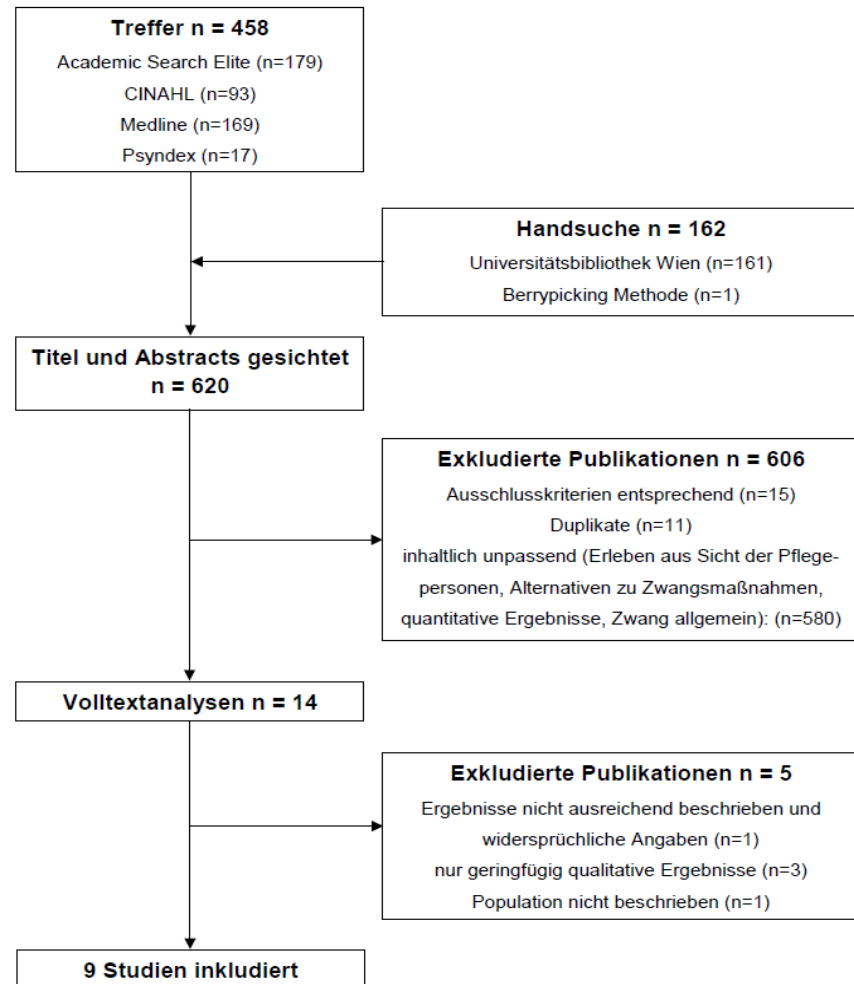 Treffer n = 458
Academic Search Elite (n=179)
CINAHL (n=93)
Medline (n=169)
Psyndex (n=17)
Handsuche n = 162
Universitätsbibliothek Wien (n=161)
Berrypicking Methode (n=1)
Titel und Abstracts gesichtet
n = 620
Exkludierte Publikationen n = 606
Ausschlusskriterien entsprechend (n=15)
Duplikate (n=11)
inhaltlich unpassend (Erleben aus Sicht der Pflege-
personen, Alternativen zu Zwangsmaßnahmen,
quantitative Ergebnisse, Zwang allgemein): (n=580)
Volltextanalysen n = 14
Exkludierte Publikationen n = 5
Ergebnisse nicht ausreichend beschrieben und
widersprüchliche Angaben (n=1)
nur geringfügig qualitative Ergebnisse (n=3)
Population nicht beschrieben (n=1)
9 Studien inkludiert